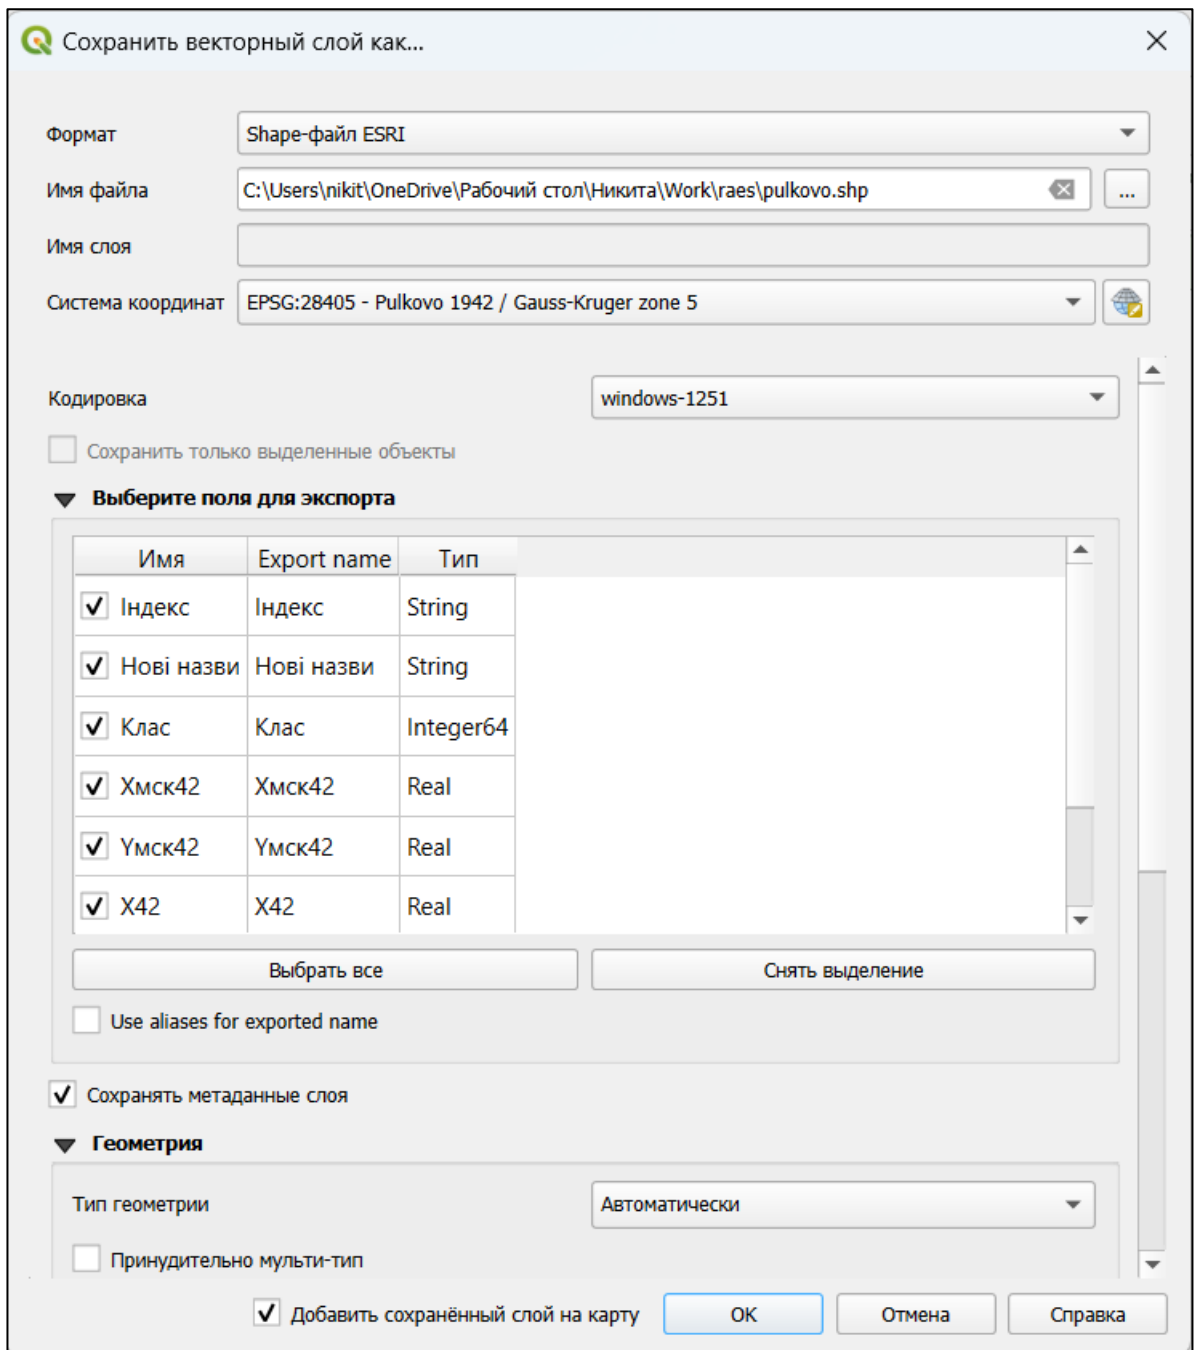 Сохранить векторный слой как...
Формат Shape-файл ESRI
Имя файла C:\Users\nikit\OneDrive\Рабочий стол\Никита\Work\raes\pulkovo.shp ...
Имя слоя
Система координат EPSG:28405 - Pulkovo 1942 / Gauss-Kruger zone 5
Кодировка windows-1251
Сохранить только выделенные объекты
Выберите поля для экспорта
Имя Export name Тип
Індекс Індекс String
Нові назви Нові назви String
Клас Клас Integer64
Хмск42 Хмск42 Real
Yмск42 Yмск42 Real
X42 X42 Real
Выбрать все Снять выделение
Use aliases for exported name
Сохранять метаданные слоя
Геометрия
Тип геометрии Автоматически
Принудительно мульти-тип
Добавить сохранённый слой на карту OK Отмена Справка